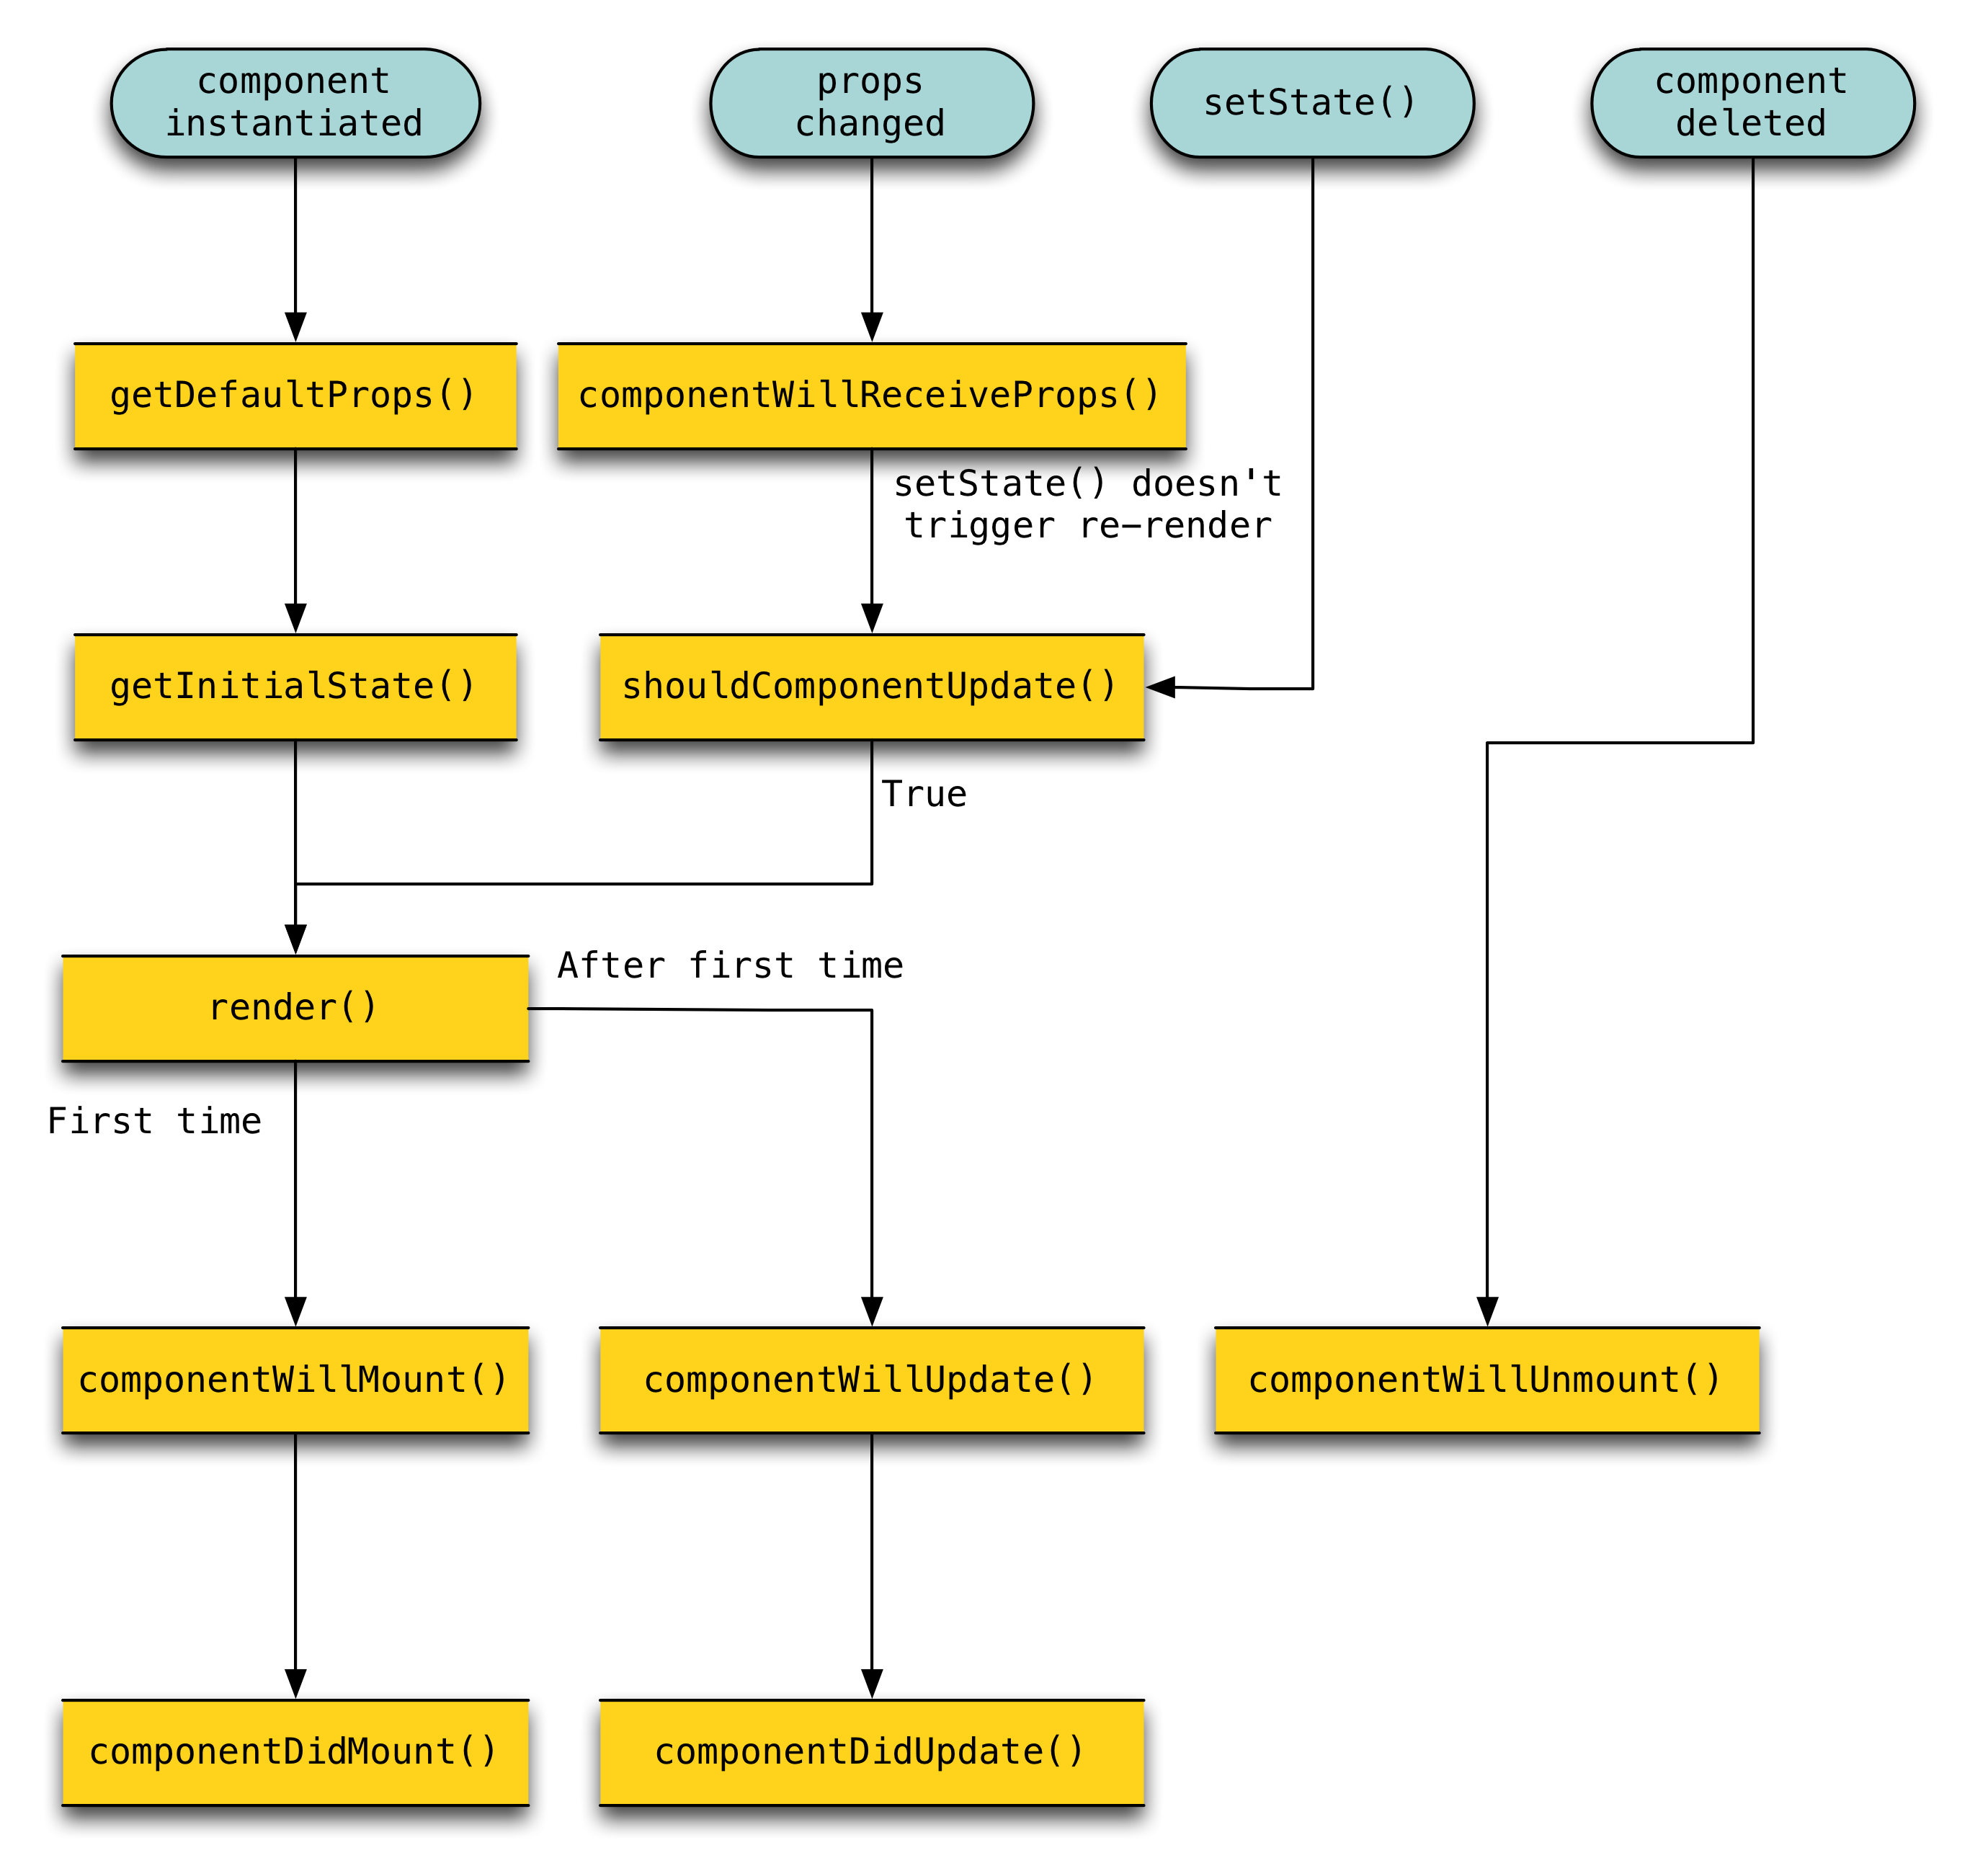 component
instantiated
props
changed
setState()
component
deleted
getDefaultProps()
componentWillReceiveProps()
setState() doesn't
trigger re–render
getInitialState()
shouldComponentUpdate()
True
After first time
render()
First time
componentWillMount()
componentWillUpdate()
componentWillUnmount()
componentDidMount()
componentDidUpdate()